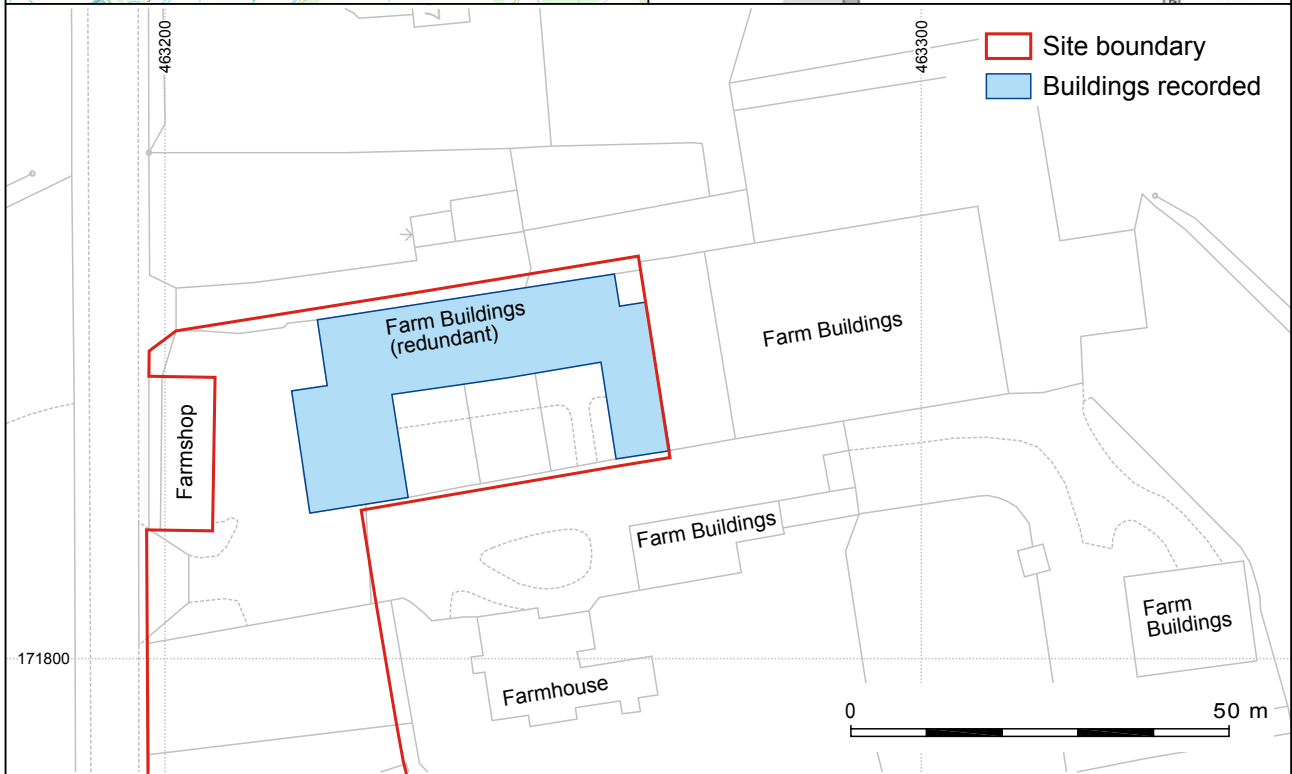 463200
463300
Site boundary
Buildings recorded
Farm Buildings
(redundant)
Farm Buildings
Farmshop
Farm Buildings
Farm
Buildings
171800
Farmhouse
0
50 m